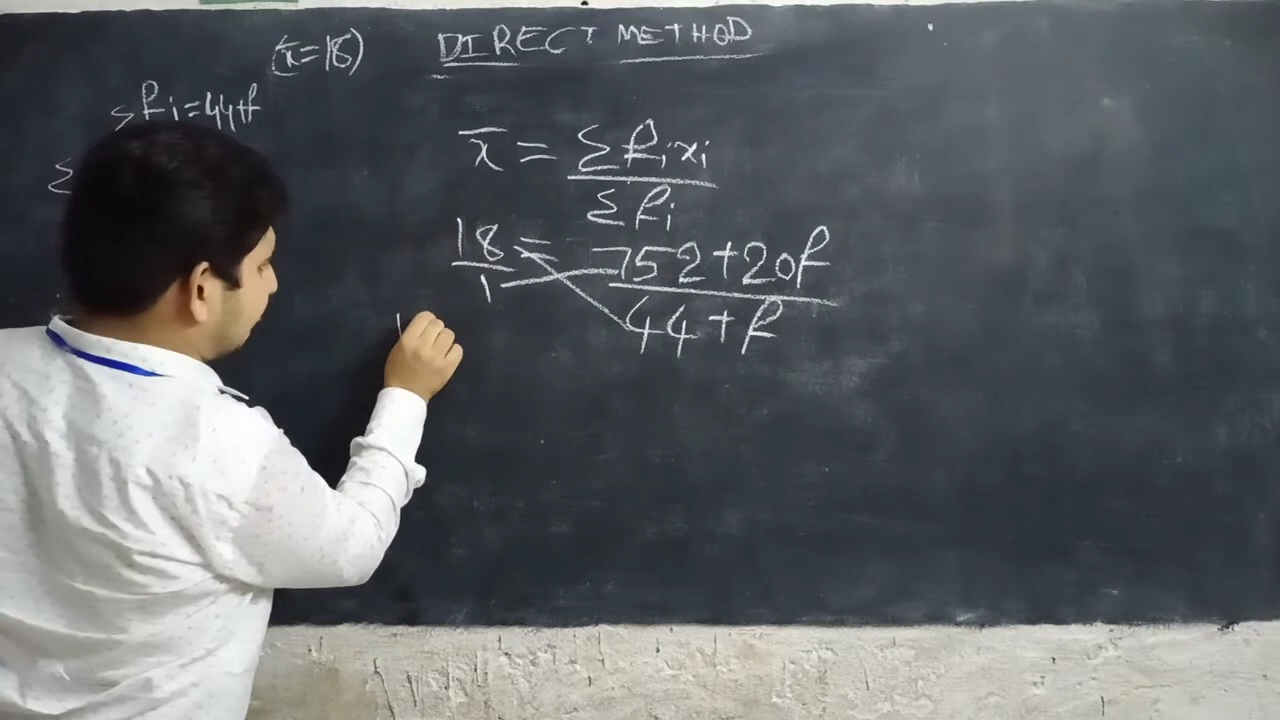 (x̄=18)
DIRECT METHOD
Σfi=44+f
Σ
x̄ = Σfixi / Σfi
18/1 = 752+20f / 44+f